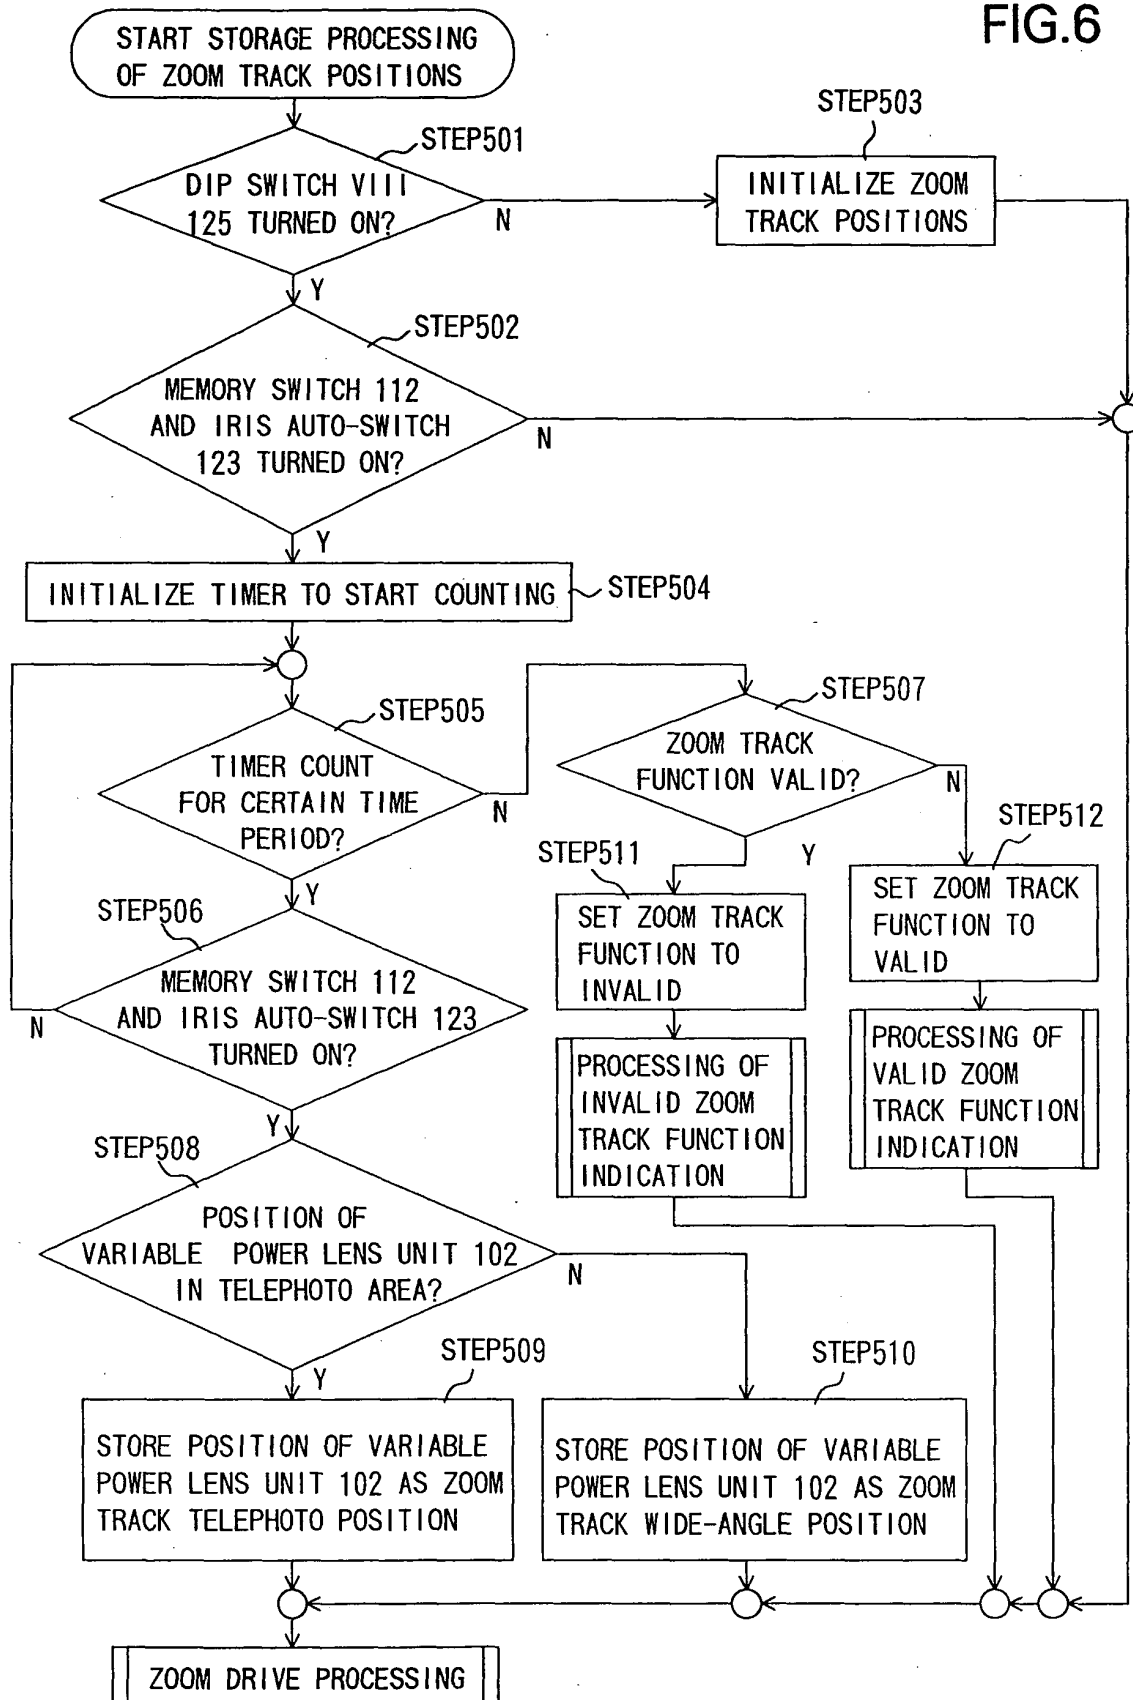 FIG.6
START STORAGE PROCESSING
OF ZOOM TRACK POSITIONS
STEP501
DIP SWITCH VIII
125 TURNED ON?
N
Y
STEP503
INITIALIZE ZOOM
TRACK POSITIONS
STEP502
MEMORY SWITCH 112
AND IRIS AUTO-SWITCH
123 TURNED ON?
N
Y
INITIALIZE TIMER TO START COUNTING
STEP504
STEP505
TIMER COUNT
FOR CERTAIN TIME
PERIOD?
N
Y
STEP507
ZOOM TRACK
FUNCTION VALID?
N
Y
STEP511
SET ZOOM TRACK
FUNCTION TO
INVALID
STEP512
SET ZOOM TRACK
FUNCTION TO
VALID
STEP506
MEMORY SWITCH 112
AND IRIS AUTO-SWITCH 123
TURNED ON?
N
Y
PROCESSING OF
INVALID ZOOM
TRACK FUNCTION
INDICATION
PROCESSING OF
VALID ZOOM
TRACK FUNCTION
INDICATION
STEP508
POSITION OF
VARIABLE POWER LENS UNIT 102
IN TELEPHOTO AREA?
N
Y
STEP509
STORE POSITION OF VARIABLE
POWER LENS UNIT 102 AS ZOOM
TRACK TELEPHOTO POSITION
STEP510
STORE POSITION OF VARIABLE
POWER LENS UNIT 102 AS ZOOM
TRACK WIDE-ANGLE POSITION
ZOOM DRIVE PROCESSING